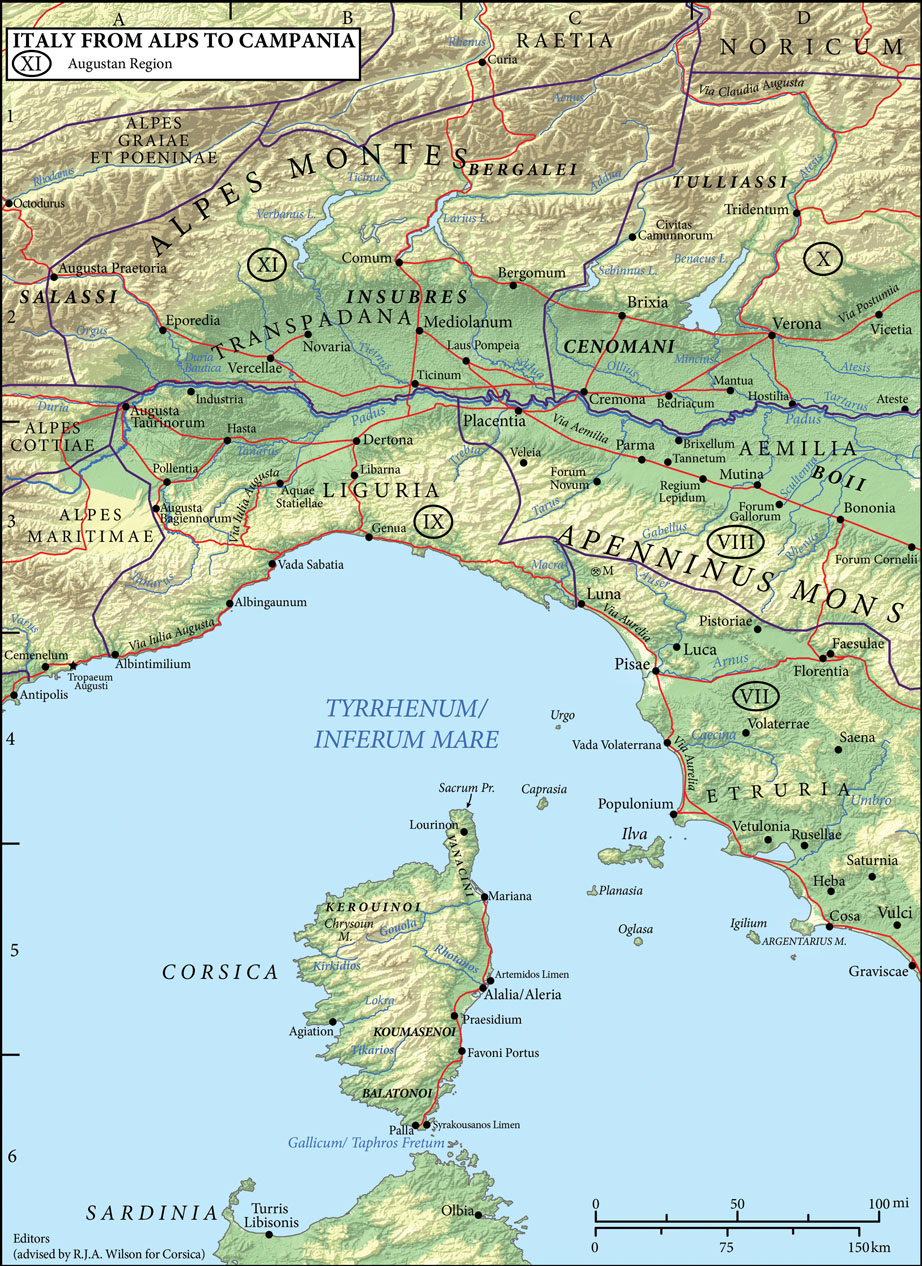 A
B
C
D
ITALY FROM ALPS TO CAMPANIA
XI Augustan Region
Rhenus
Curia
RAETIA
NORICUM
Via Claudia Augusta
Aenus
1
ALPES
GRAIAE
ET POENINAE
ALPES MONTES
Rhodanus
Octodurus
Ticinus
BERGALEI
Addua
TULLIASSI
Atesis
Verbanus L.
Larius L.
Tridentum
Civitas
Camunnorum
XI
Comum
Sebinnus L.
Benacus L.
X
Augusta Praetoria
Bergomum
SALASSI
INSUBRES
Brixia
Via Postumia
2
Eporedia
TRANSPADANA
Mediolanum
Verona
Vicetia
Orgus
Novaria
Laus Pompeia
CENOMANI
Duria
Bautica
Vercellae
Ticinus
Addua
Ollius
Mincius
Atesis
Ticinum
Mantua
Industria
Cremona
Bedriacum
Hostilia
Tartarus
Ateste
Duria
Augusta
Taurinorum
Padus
Placentia
Padus
ALPES
COTTIAE
Hasta
Dertona
Via Aemilia
Parma
Brixellum
AEMILIA
Tanarus
Trebia
Veleia
Tannetum
Pollentia
Libarna
Forum
Novum
Regium
Lepidum
Mutina
Scultenna
BOII
Via Iulia Augusta
Aquae
Statiellae
LIGURIA
Augusta
Bagiennorum
Tarus
Forum
Gallorum
Bononia
3
ALPES
MARITIMAE
IX
Genua
Gabellus
VIII
Rhenus
APENNINUS MONS
Forum Cornelii
Vada Sabatia
Macra
M
Auser
Tanarus
Albingaunum
Luna
Via Aurelia
Pistoriae
Varus
Via Iulia Augusta
Faesulae
Cemenelum
Albintimilium
Luca
Arnus
Pisae
Florentia
Tropaeum
Augusti
Antipolis
VII
TYRRHENUM/
INFERUM MARE
Urgo
Volaterrae
Caecina
Saena
4
Vada Volaterrana
Via Aurelia
Sacrum Pr.
Caprasia
ETRURIA
Populonium
Umbro
Lourinon
Ilva
Vetulonia
Rusellae
VANACINI
Saturnia
Planasia
Heba
Mariana
KEROUINOI
Chrysoun
M.
Gouola
Oglasa
Igilium
Cosa
Vulci
ARGENTARIUS M.
5
Rhotanos
CORSICA
Kirkidios
Artemidos Limen
Graviscae
Alalia/Aleria
Lokra
Praesidium
Agiation
KOUMASENOI
Tikarios
Favoni Portus
BALATONOI
Palla
Syrakousanos Limen
Gallicum/ Taphros Fretum
6
SARDINIA
Turris
Libisonis
Olbia
0 50 100 mi
0 75 150 km
Editors
(advised by R.J.A. Wilson for Corsica)